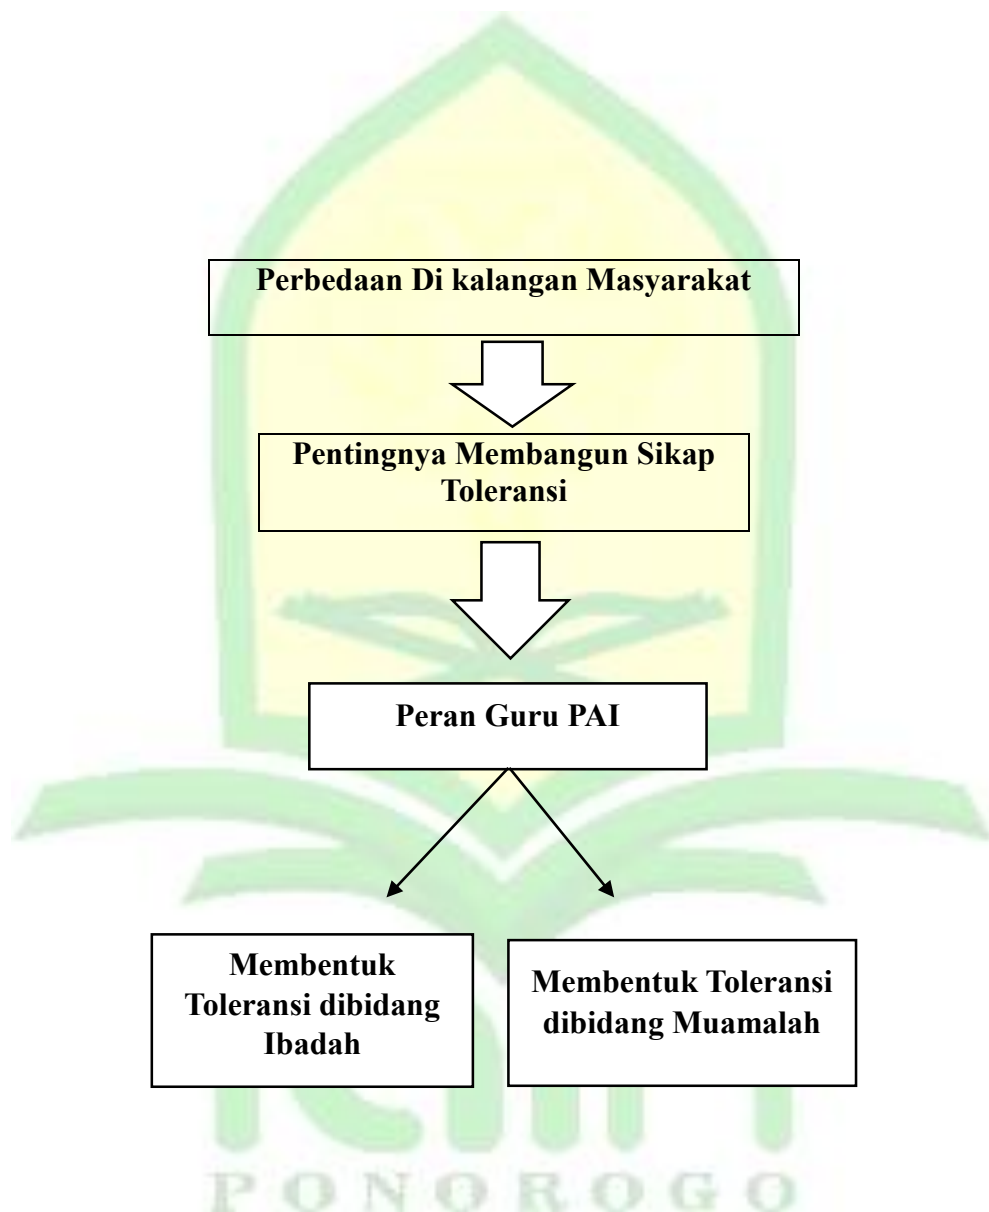 Perbedaan Di kalangan Masyarakat
Pentingnya Membangun Sikap
Toleransi
Peran Guru PAI
Membentuk
Toleransi dibidang
Ibadah
Membentuk Toleransi
dibidang Muamalah
PONOROGO